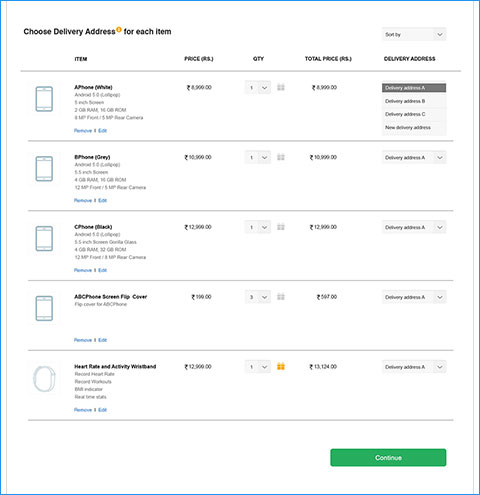 Choose Delivery Address for each item
Sort by
ITEM PRICE (RS.) QTY TOTAL PRICE (RS.) DELIVERY ADDRESS
APhone (White) ₹ 8,999.00 1 ₹ 8,999.00 Delivery address A
Android 5.0 (Lollipop)
5 inch Screen
2 GB RAM, 16 GB ROM
8 MP Front / 5 MP Rear Camera
Remove I Edit
Delivery address B
Delivery address C
New delivery address
BPhone (Grey) ₹ 10,999.00 1 ₹ 10,999.00 Delivery address A
Android 5.0 (Lollipop)
5.5 inch Screen
4 GB RAM, 16 GB ROM
12 MP Front / 5 MP Rear Camera
Remove I Edit
CPhone (Black) ₹ 12,999.00 1 ₹ 12,999.00 Delivery address A
Android 5.0 (Lollipop)
5.5 inch Screen Gorilla Glass
4 GB RAM, 32 GB ROM
12 MP Front / 8 MP Rear Camera
Remove I Edit
ABCPhone Screen Flip Cover ₹ 199.00 3 ₹ 597.00 Delivery address A
Flip cover for ABCPhone
Remove I Edit
Heart Rate and Activity Wristband ₹ 12,999.00 1 ₹ 13,124.00 Delivery address A
Record Heart Rate
Record Workouts
BMI indicator
Real time stats
Remove I Edit
Continue